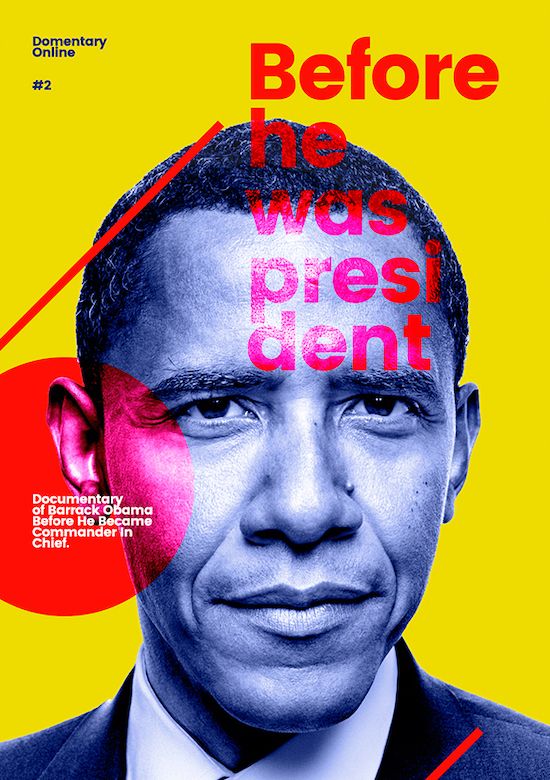 Domentary
Online
#2
Before
he
was
presi
dent
Documentary
of Barrack Obama
Before He Became
Commander in
Chief.